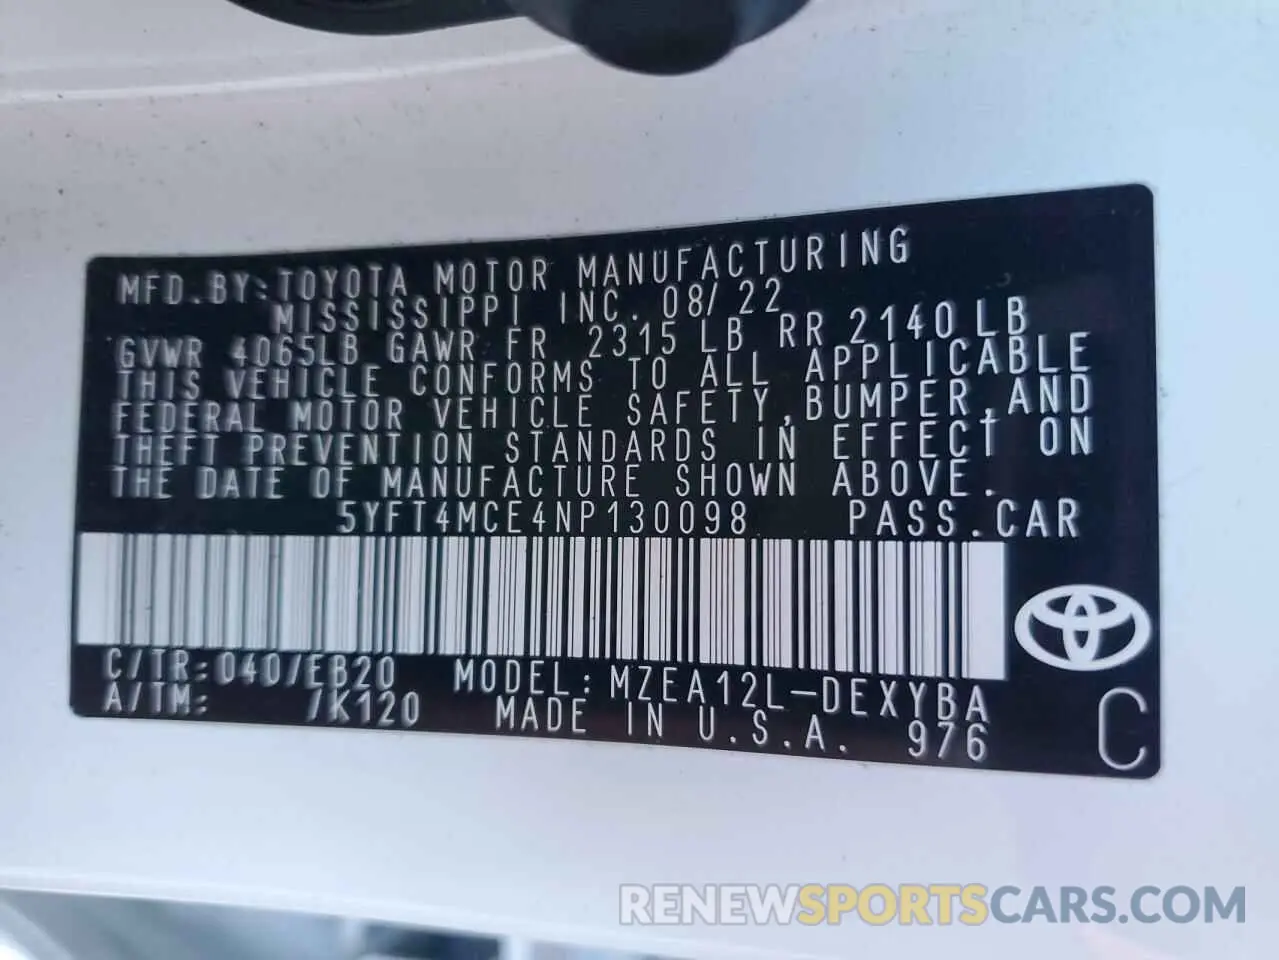 MFD.BY:TOYOTA MOTOR MANUFACTURING
MISSISSIPPI INC. 08/22
GVWR 4065LB GAWR FR 2315LB RR 2140LB
THIS VEHICLE CONFORMS TO ALL APPLICABLE
FEDERAL MOTOR VEHICLE SAFETY,BUMPER,AND
THEFT PREVENTION STANDARDS IN EFFECT ON
THE DATE OF MANUFACTURE SHOWN ABOVE.
5YFT4MCE4NP130098 PASS.CAR
C/TR:040/EB20 MODEL:MZEA12L-DEXYBA
A/TM: /K120 MADE IN U.S.A. 976
C
RENEWSPORTSCARS.COM